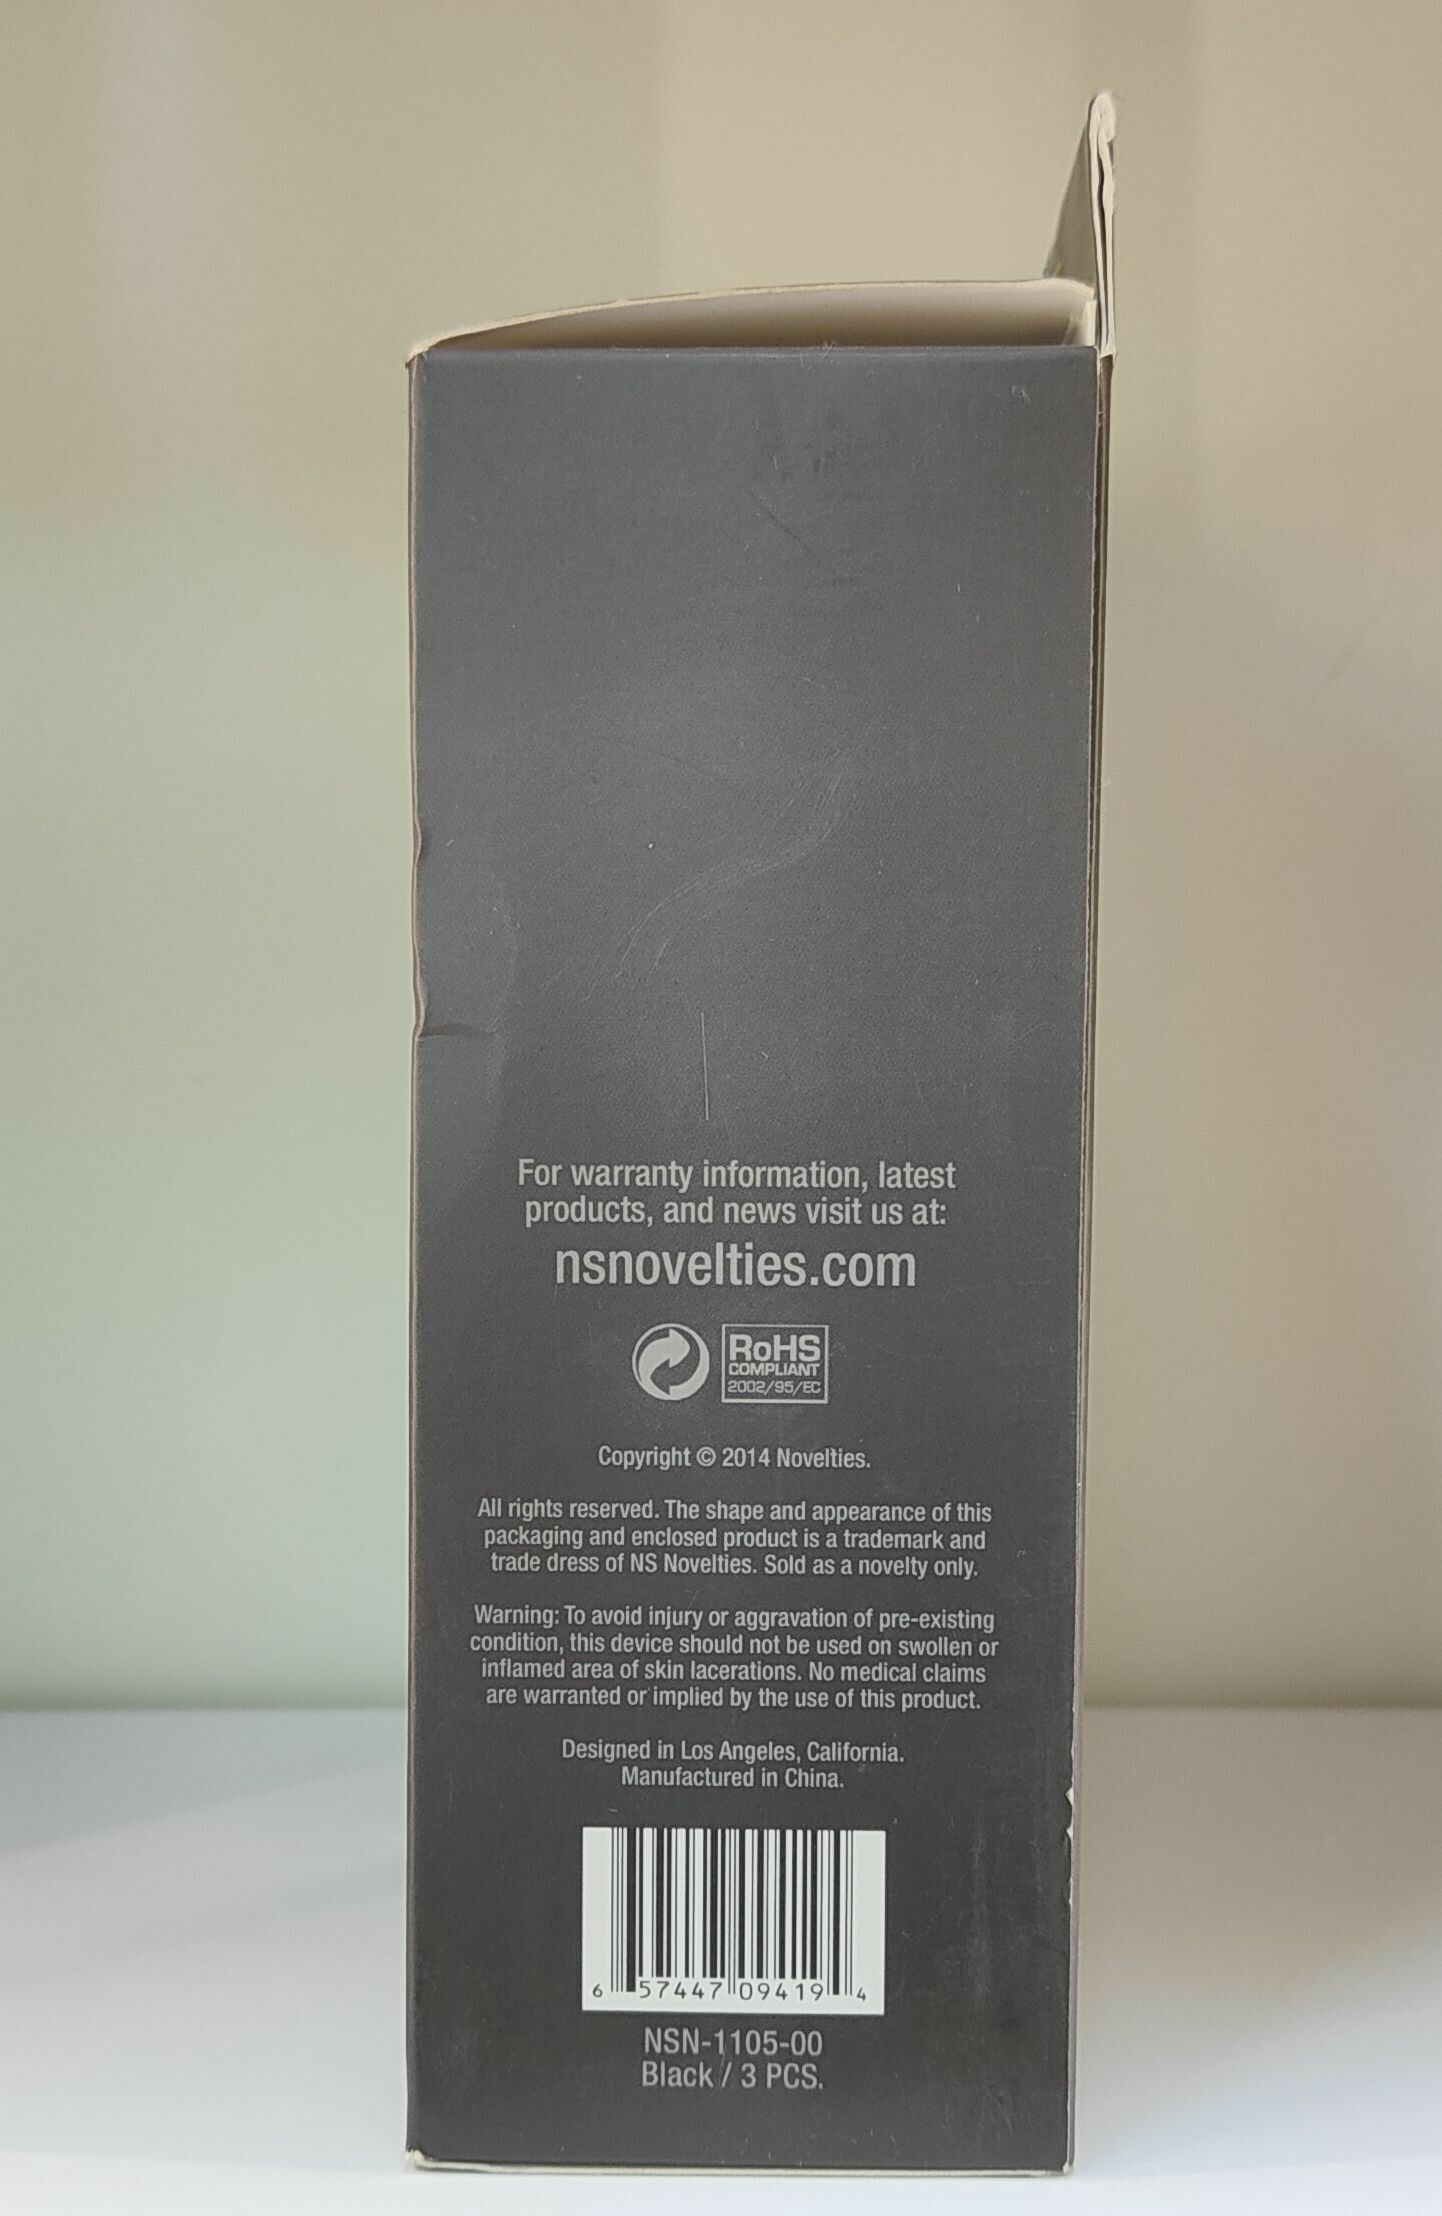 For warranty information, latest
products, and news visit us at:
nsnovelties.com
RoHS
COMPLIANT
2002/95/EC
Copyright © 2014 Novelties.
All rights reserved. The shape and appearance of this
packaging and enclosed product is a trademark and
trade dress of NS Novelties. Sold as a novelty only.
Warning: To avoid injury or aggravation of pre-existing
condition, this device should not be used on swollen or
inflamed area of skin lacerations. No medical claims
are warranted or implied by the use of this product.
Designed in Los Angeles, California.
Manufactured in China.
6 57447 09419 4
NSN-1105-00
Black / 3 PCS.